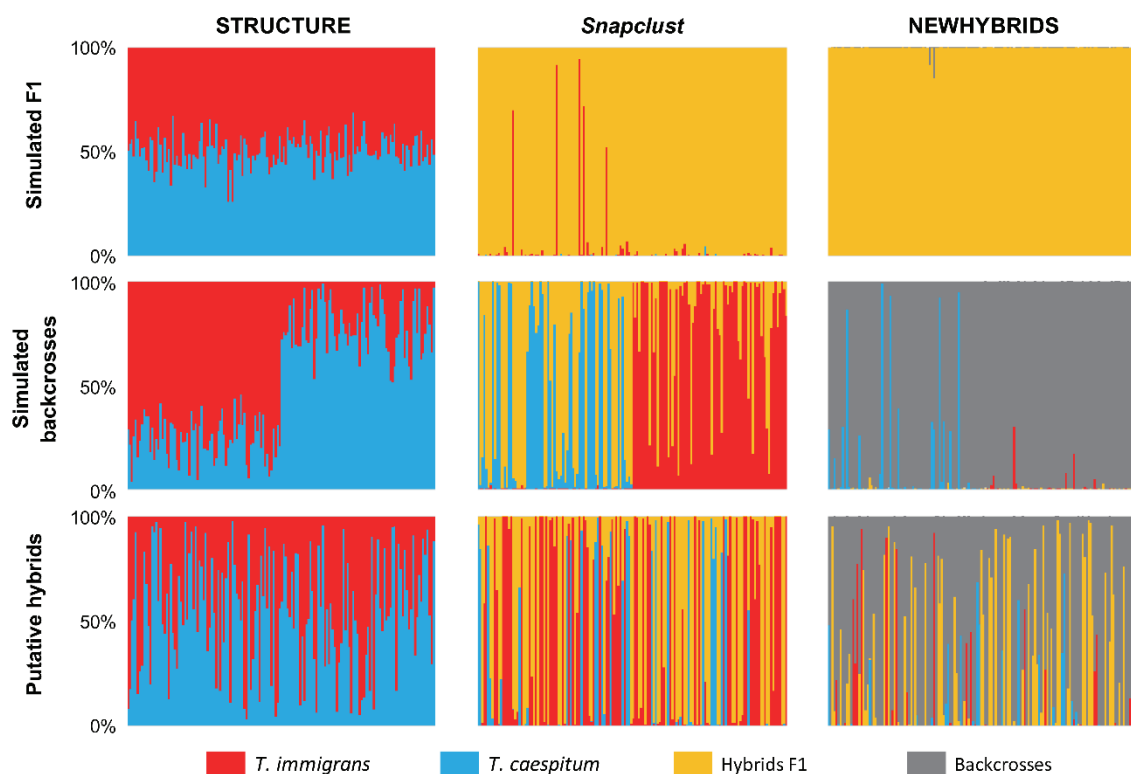 STRUCTURE Snapclust NEWHYBRIDS
Simulated F1
100%
50%
0%
Simulated
backcrosses
100%
50%
0%
Putative hybrids
100%
50%
0%
T. immigrans T. caespitum Hybrids F1 Backcrosses